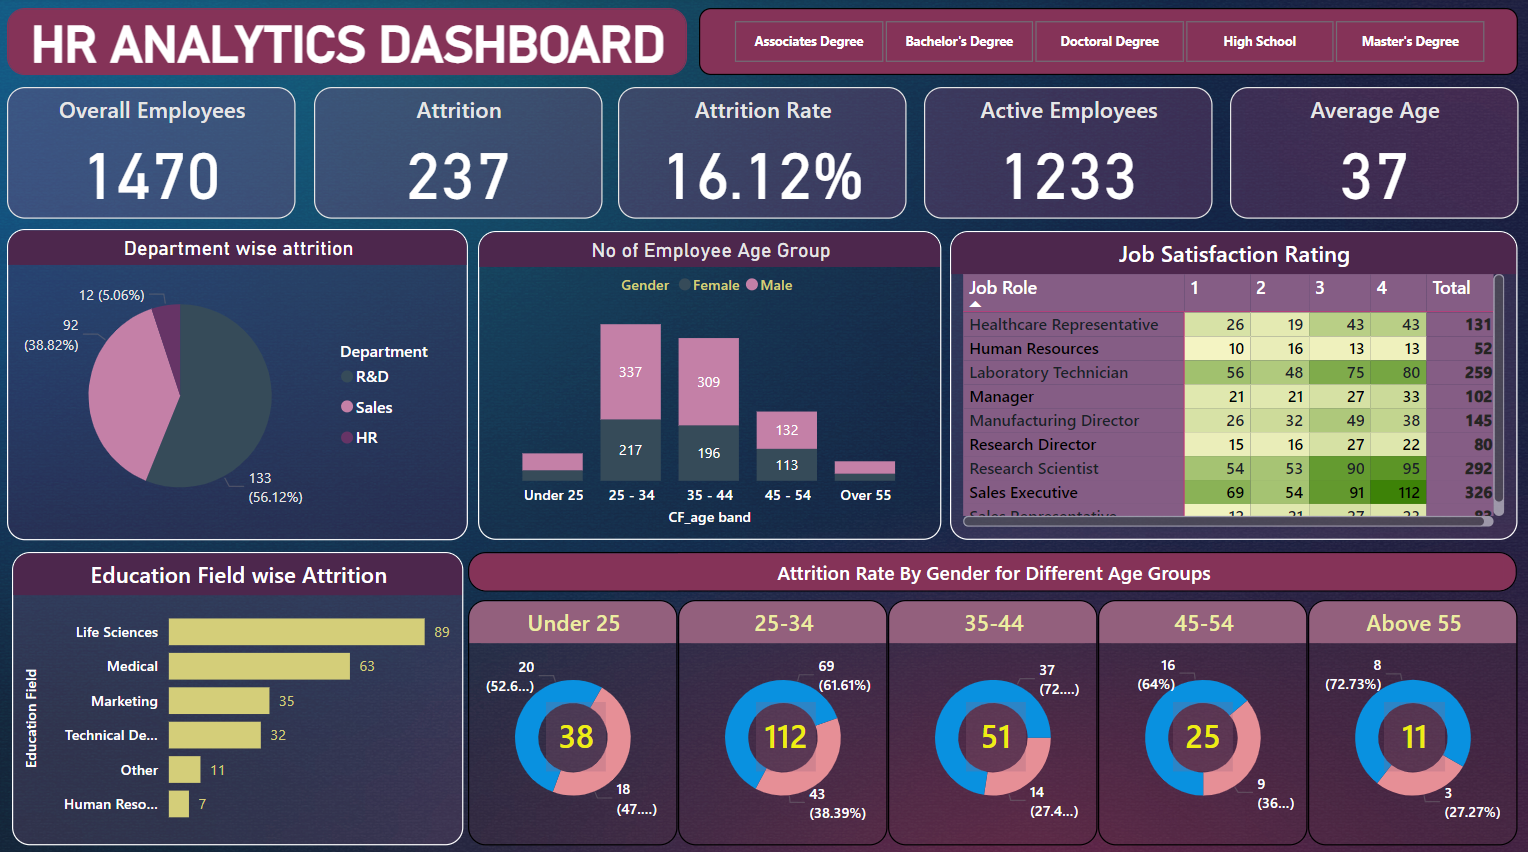 HR ANALYTICS DASHBOARD
Associates Degree
Bachelor's Degree
Doctoral Degree
High School
Master's Degree
Overall Employees
1470
Attrition
237
Attrition Rate
16.12%
Active Employees
1233
Average Age
37
Department wise attrition
12 (5.06%)
92
(38.82%)
133
(56.12%)
Department
R&D
Sales
HR
No of Employee Age Group
Gender Female Male
337 309 132
217 196 113
Under 25 25 - 34 35 - 44 45 - 54 Over 55
CF_age band
Job Satisfaction Rating
Job Role 1 2 3 4 Total
Healthcare Representative 26 19 43 43 131
Human Resources 10 16 13 13 52
Laboratory Technician 56 48 75 80 259
Manager 21 21 27 33 102
Manufacturing Director 26 32 49 38 145
Research Director 15 16 27 22 80
Research Scientist 54 53 90 95 292
Sales Executive 69 54 91 112 326
Sales Representative
Education Field wise Attrition
Education Field
Life Sciences 89
Medical 63
Marketing 35
Technical De... 32
Other 11
Human Reso... 7
Attrition Rate By Gender for Different Age Groups
Under 25
20
(52.6...)
38
18
(47....)
25-34
69
(61.61%)
112
43
(38.39%)
35-44
37
(72....)
51
14
(27.4...)
45-54
16
(64%)
25
9
(36...)
Above 55
8
(72.73%)
11
3
(27.27%)